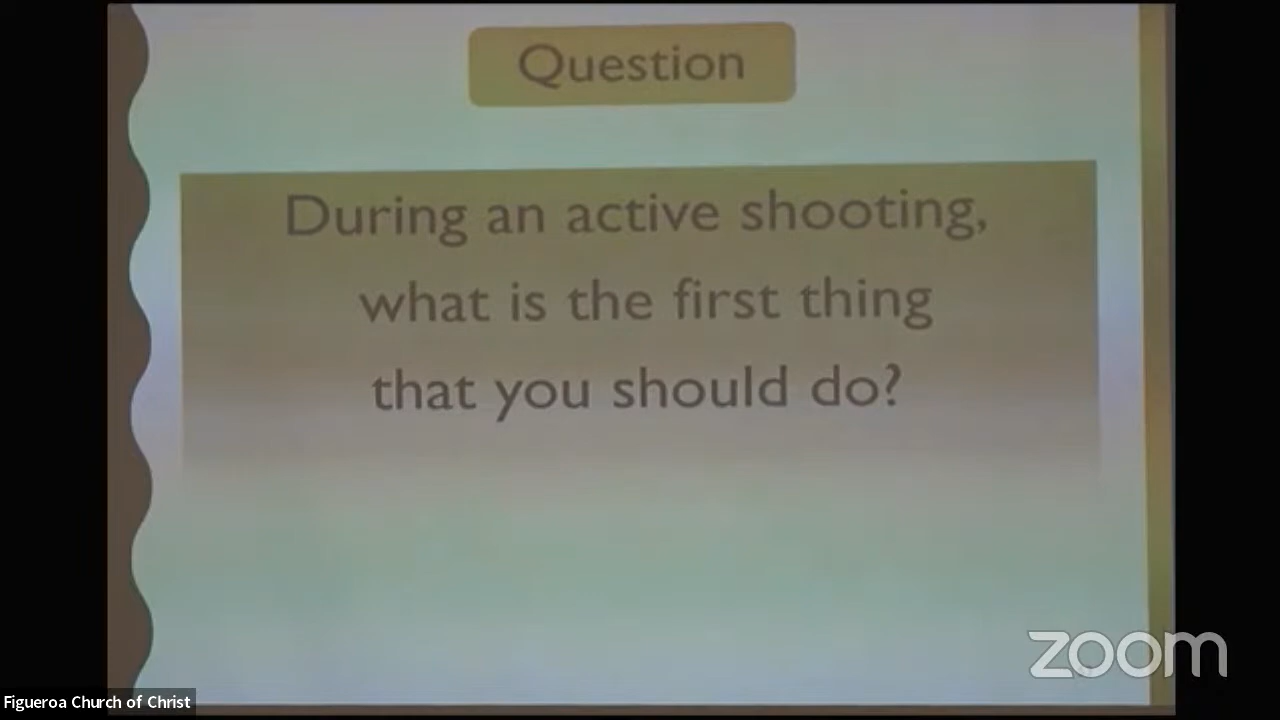 Question
During an active shooting,
what is the first thing
that you should do?
zoom
Figueroa Church of Christ